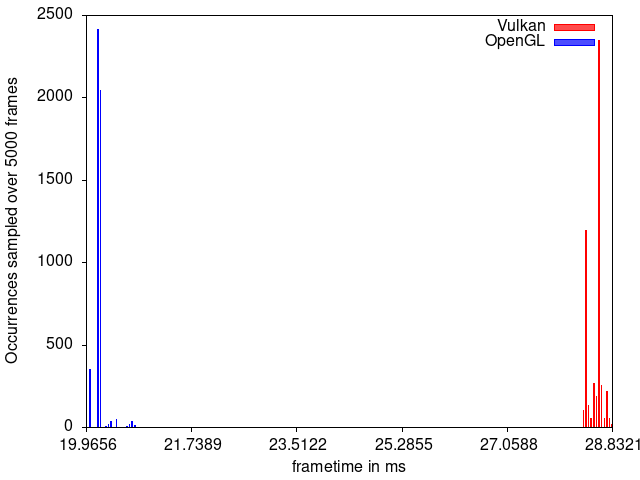 2500
2000
1500
1000
500
0
Occurrences sampled over 5000 frames
Vulkan
OpenGL
19.9656 21.7389 23.5122 25.2855 27.0588 28.8321
frametime in ms